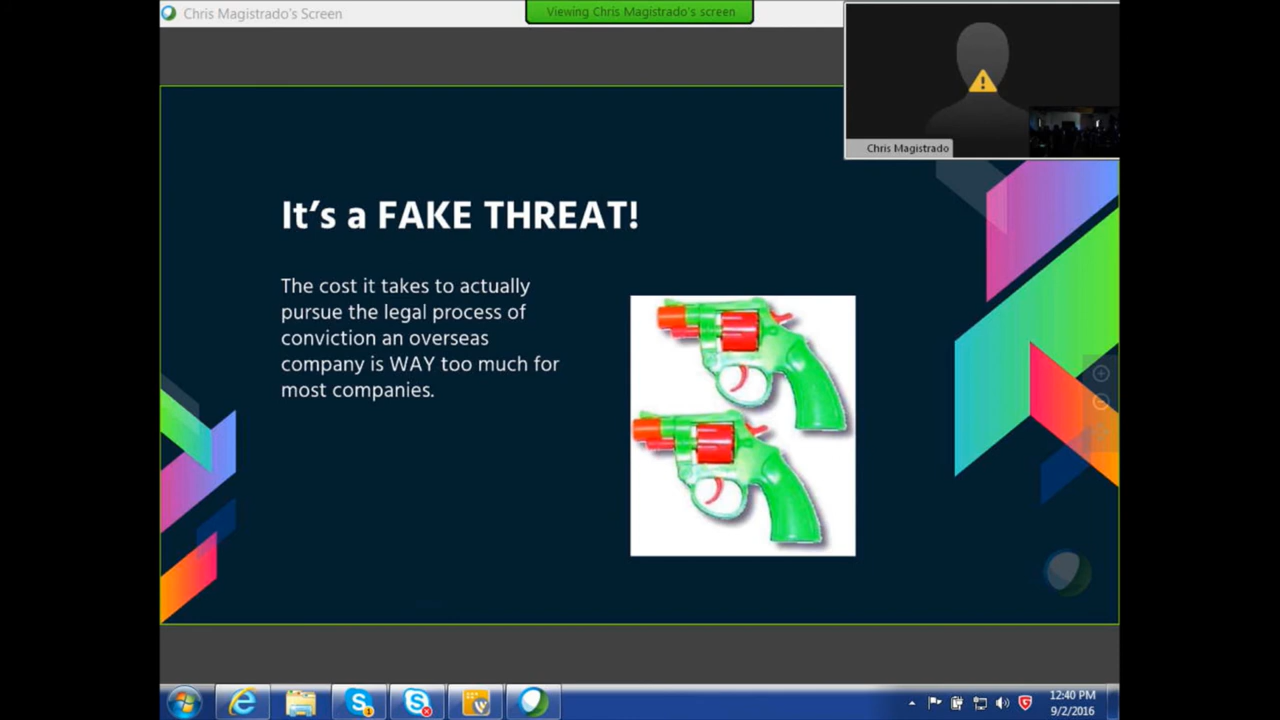 Chris Magistrado's Screen
Viewing Chris Magistrado's screen
Chris Magistrado
It's a FAKE THREAT!
The cost it takes to actually
pursue the legal process of
conviction an overseas
company is WAY too much for
most companies.
12:40 PM
9/2/2016